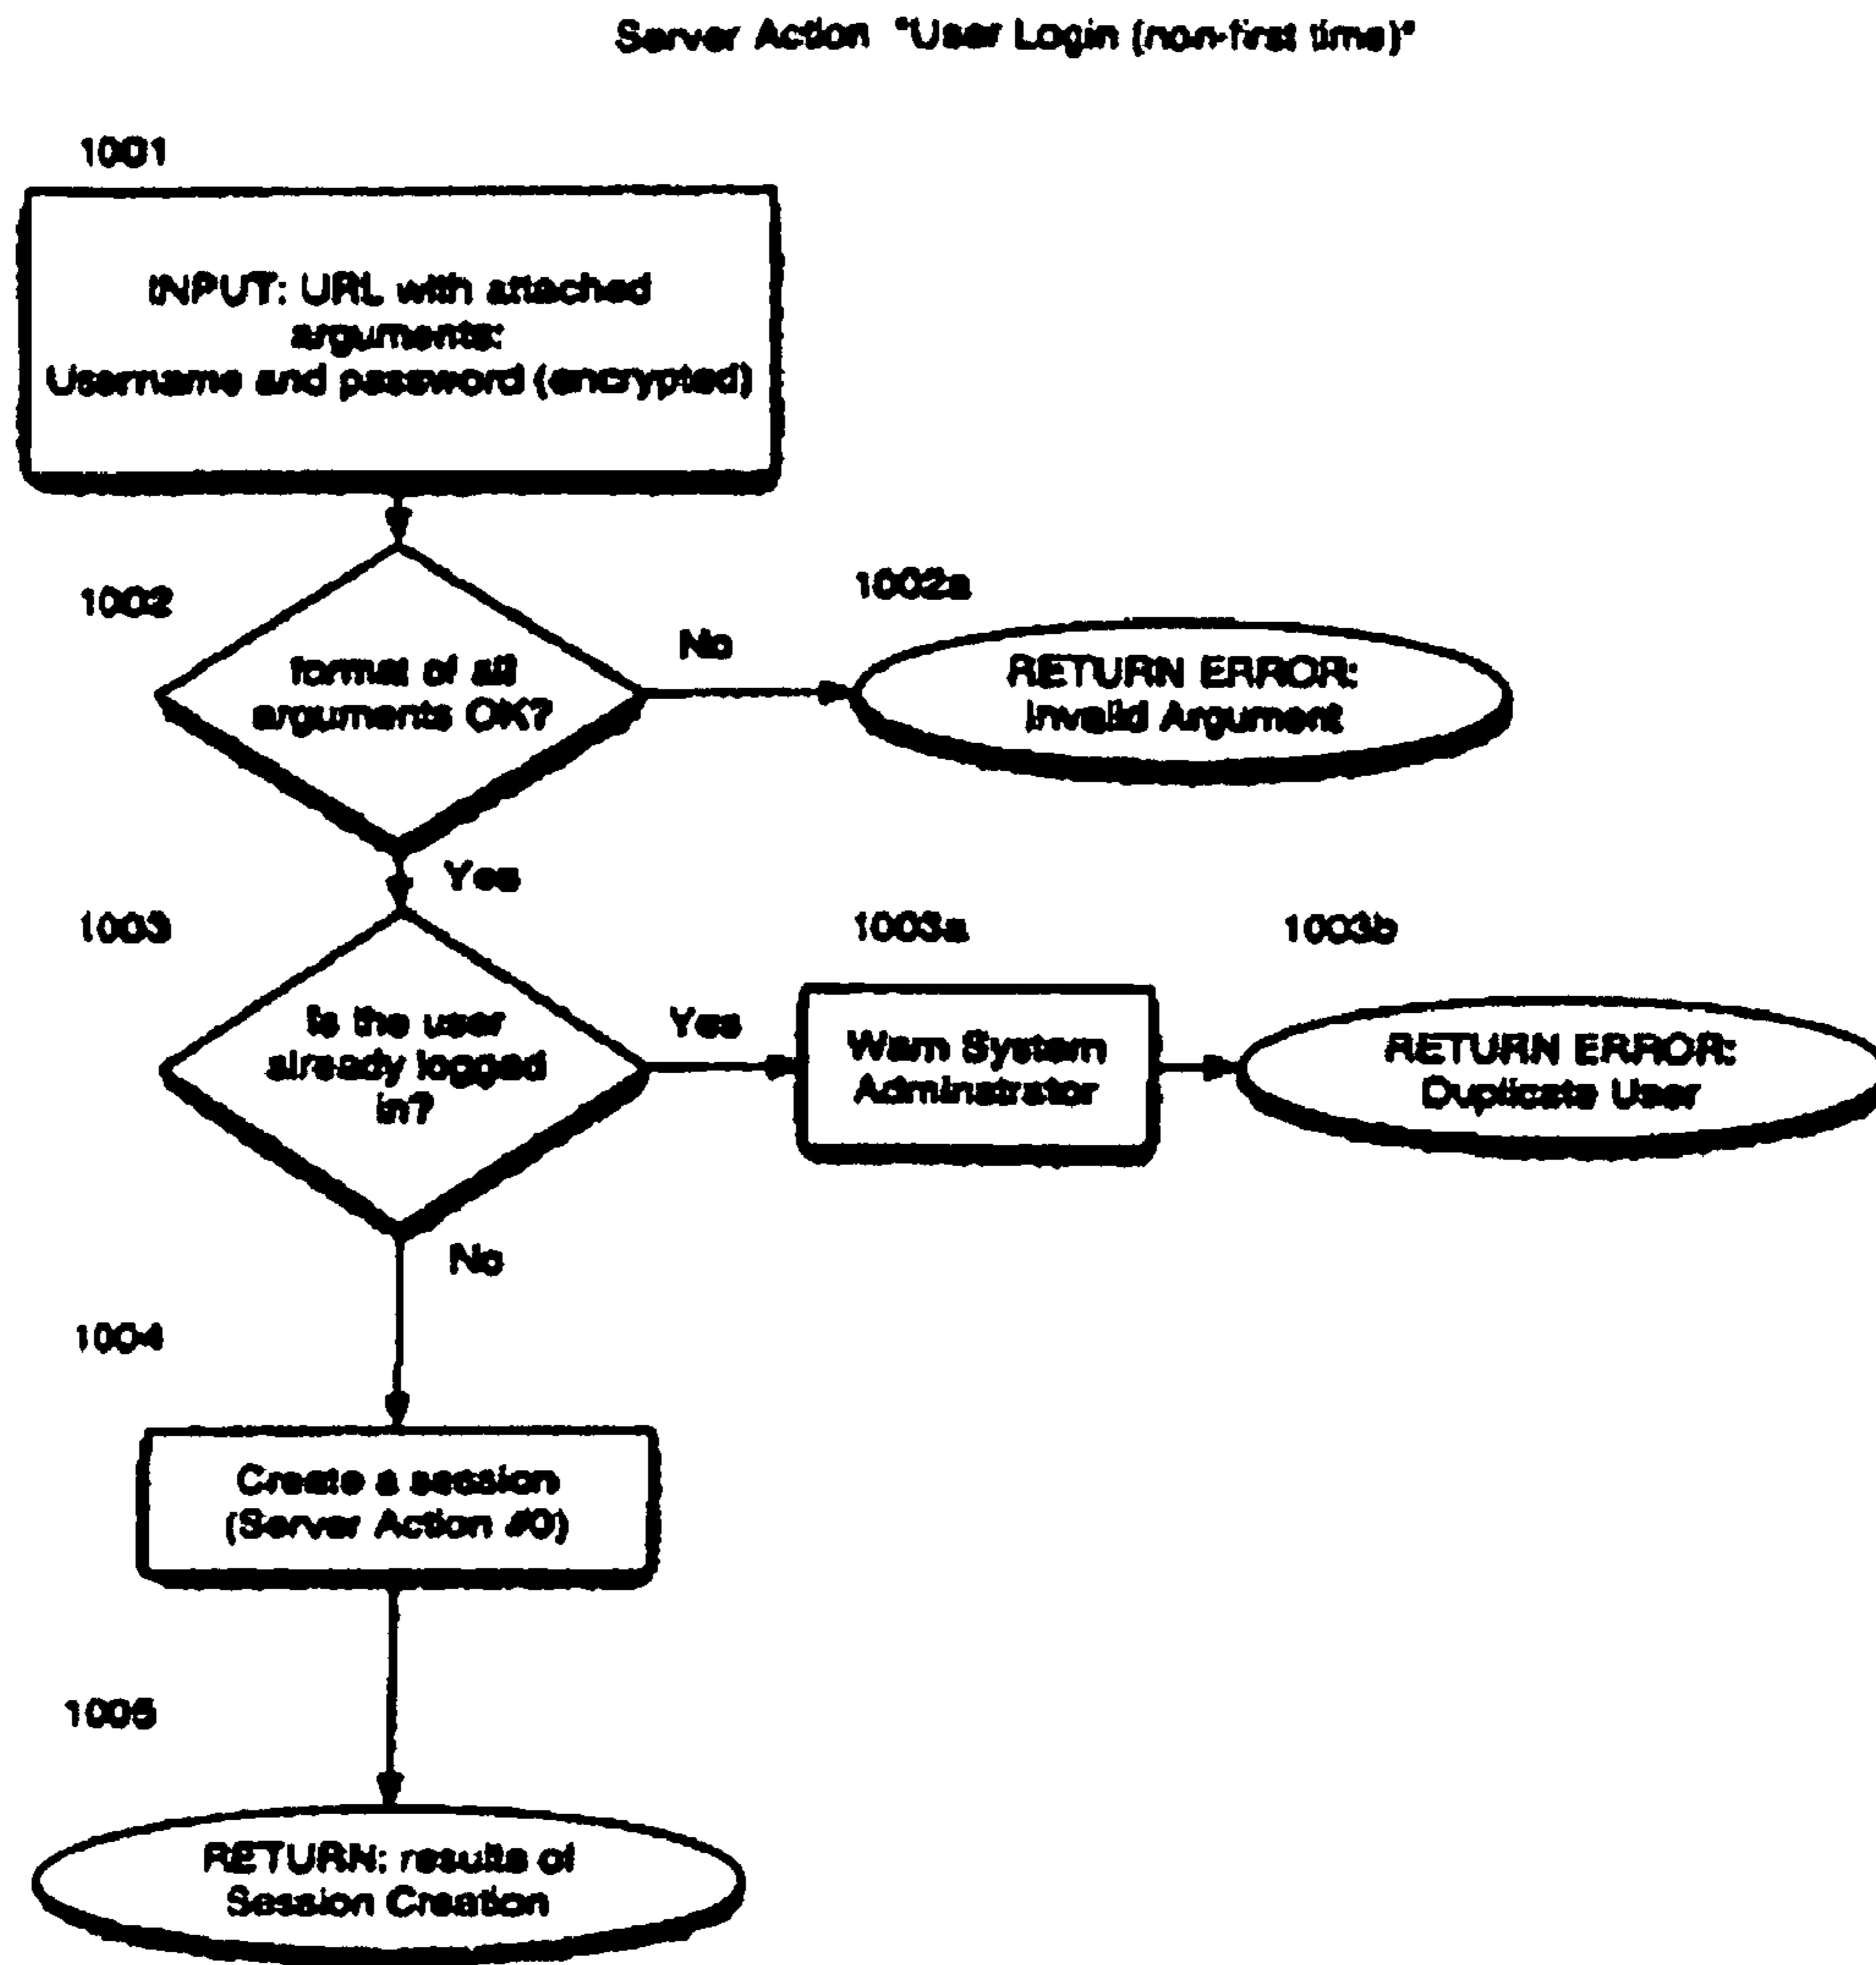 Server Action "User Login (non-first time)"
1001
INPUT: URL with attached
arguments:
Username and password (encrypted)
1002
format of all
arguments OK?
No
1002a
RETURN ERROR:
Invalid Argument
Yes
1003
Is the user
already logged
in?
Yes
1003a
Warn System
Administrator
1003b
RETURN ERROR:
Duplicate User
No
1004
Create a session
(Server Action #0)
1005
RETURN: results of
Session Creation